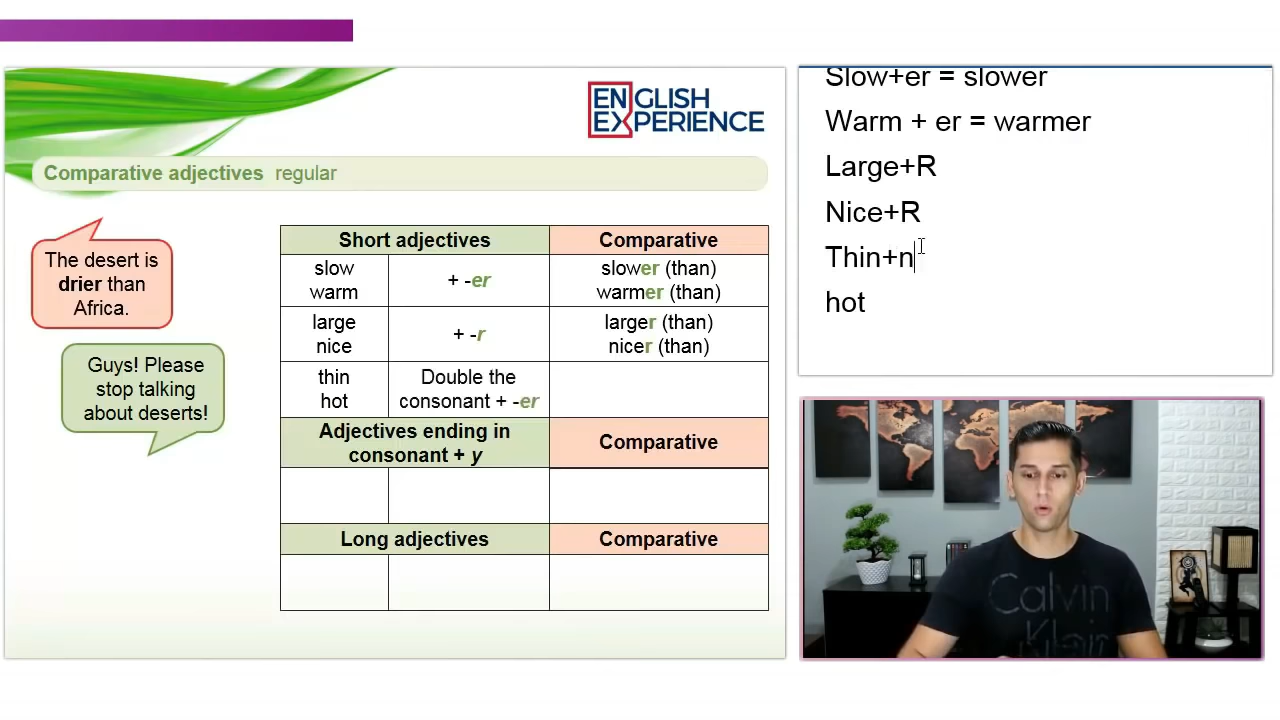 ENGLISH
EXPERIENCE
Comparative adjectives regular
The desert is
drier than
Africa.
Guys! Please
stop talking
about deserts!
Short adjectives
Comparative
slow
warm
+ -er
slower (than)
warmer (than)
large
nice
+ -r
larger (than)
nicer (than)
thin
hot
Double the
consonant + -er
Adjectives ending in
consonant + y
Comparative
Long adjectives
Comparative
Slow+er = slower
Warm + er = warmer
Large+R
Nice+R
Thin+n
hot
Calvin
Klein